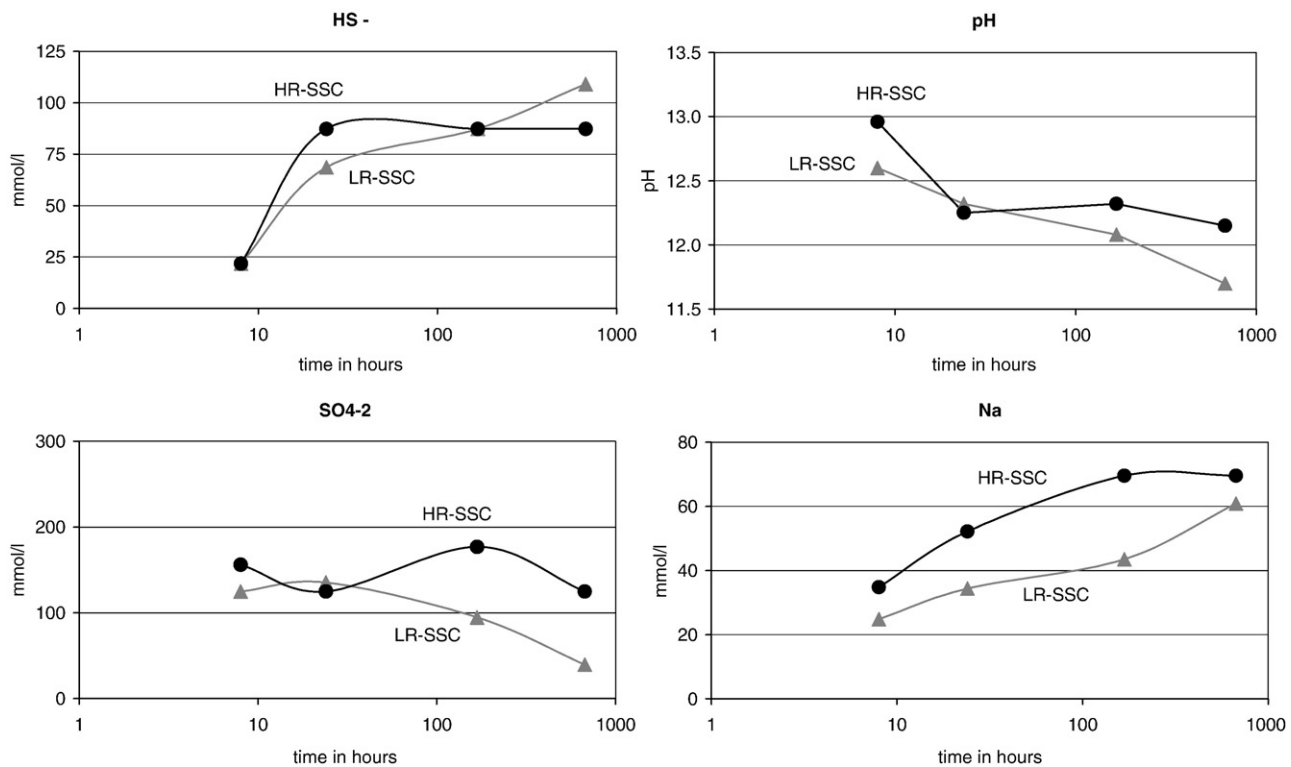 HS -
125
100
75
50
25
0
mmol/l
HR-SSC
LR-SSC
1
10
100
1000
time in hours
pH
13.5
13.0
12.5
12.0
11.5
pH
HR-SSC
LR-SSC
1
10
100
1000
time in hours
SO4-2
300
200
100
0
mmol/l
HR-SSC
LR-SSC
1
10
100
1000
time in hours
Na
80
60
40
20
0
mmol/l
HR-SSC
LR-SSC
1
10
100
1000
time in hours